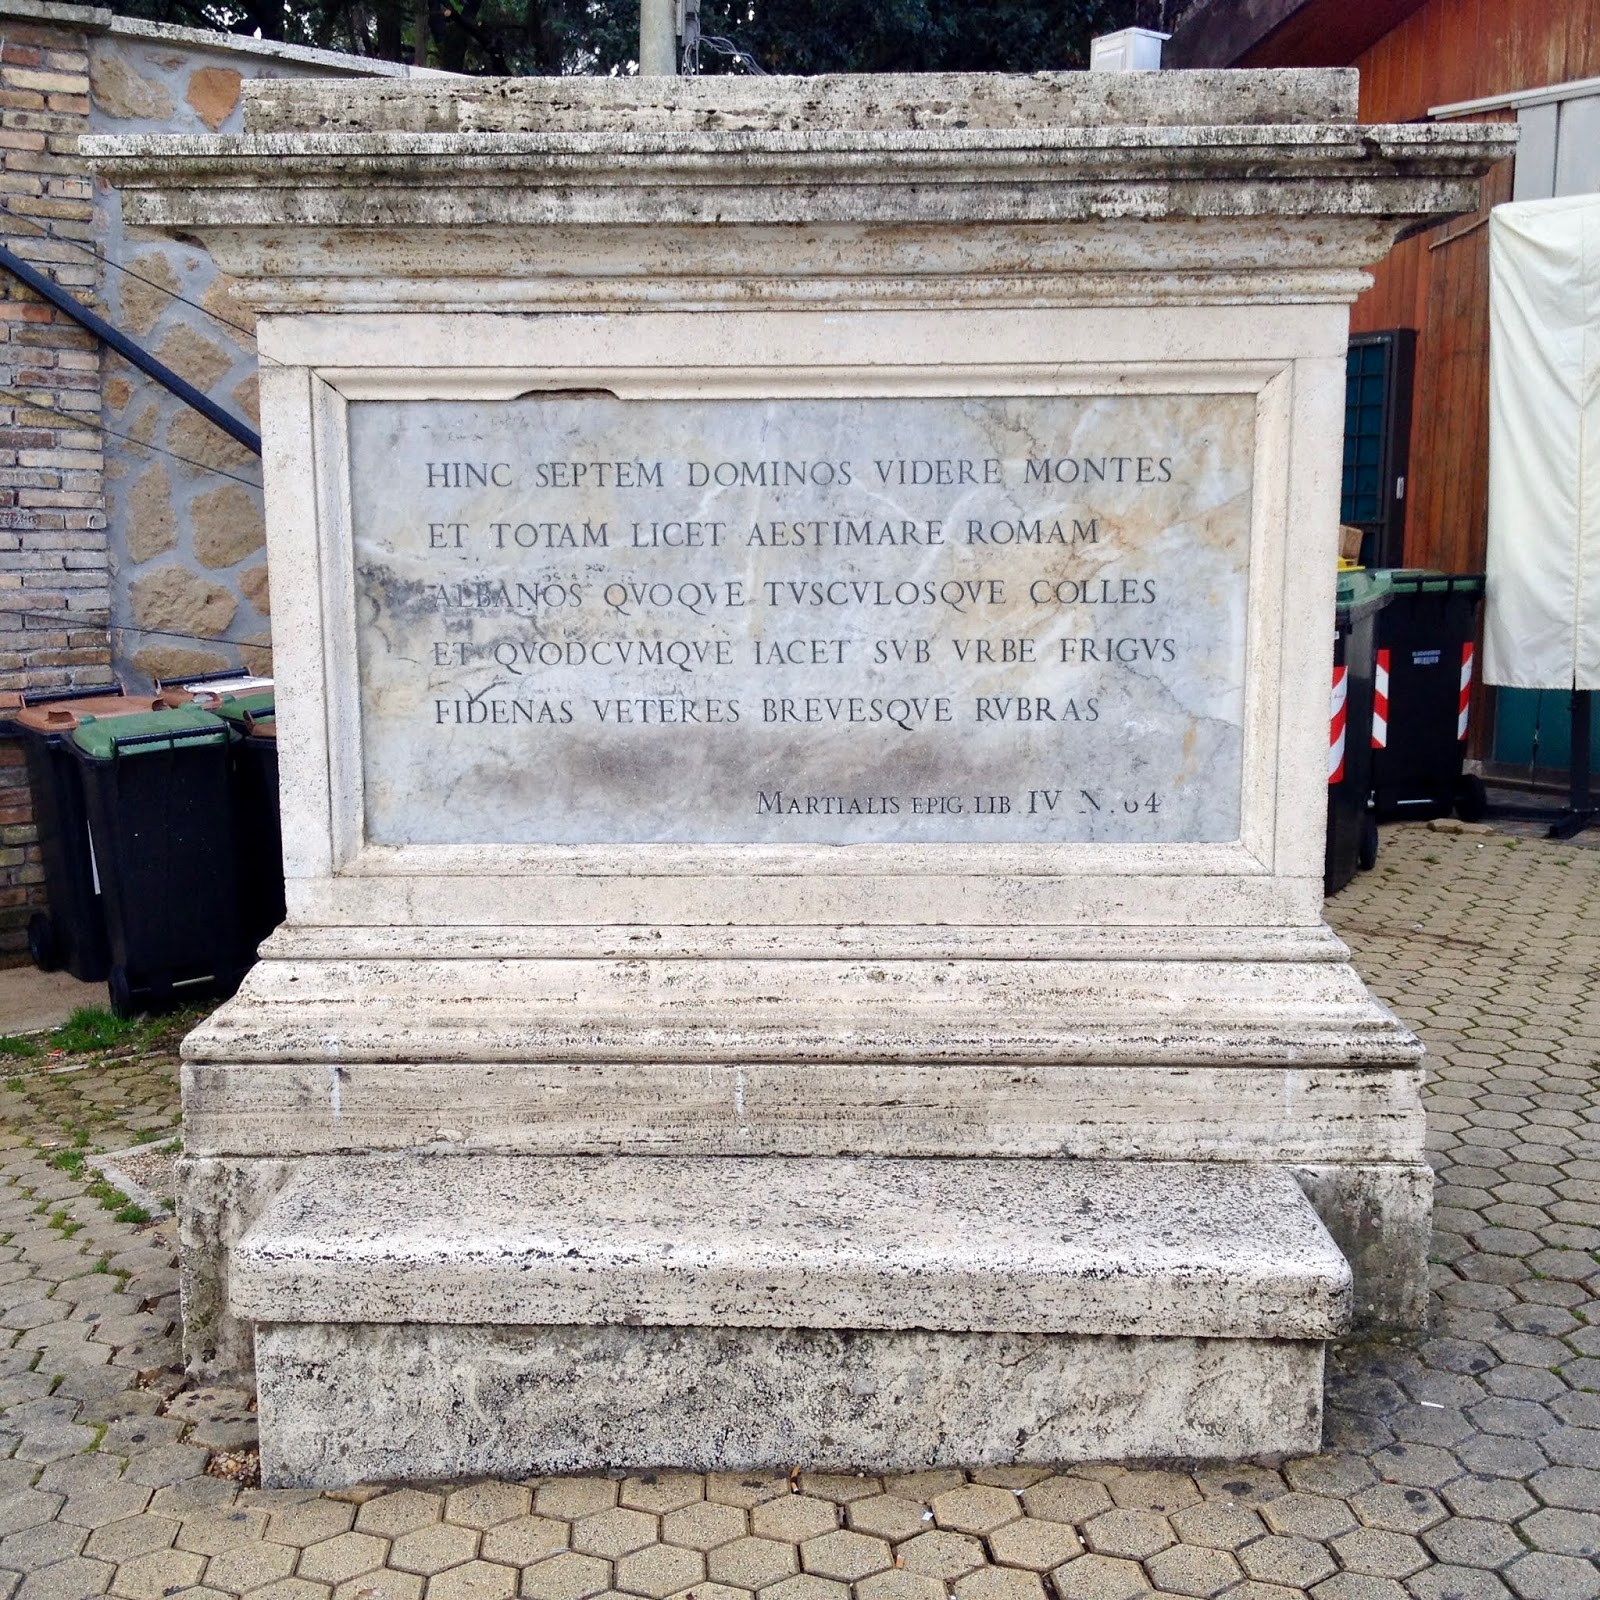 HINC SEPTEM DOMINOS VIDERE MONTES
ET TOTAM LICET AESTIMARE ROMAM
ALBANOS QVOQVE TVSCVLOSQVE COLLES
ET QVODCVMQVE IACET SVB VRBE FRIGVS
FIDENAS VETERES BREVESQVE RVBRAS
MARTIALIS EPIG. LIB. IV N. 64